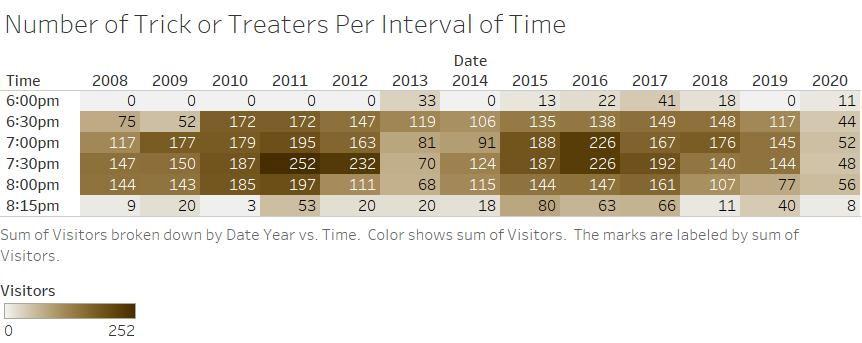 Number of Trick or Treaters Per Interval of Time
Date
Time 2008 2009 2010 2011 2012 2013 2014 2015 2016 2017 2018 2019 2020
6:00pm 0 0 0 0 0 33 0 13 22 41 18 0 11
6:30pm 75 52 172 172 147 119 106 135 138 149 148 117 44
7:00pm 117 177 179 195 163 81 91 188 226 167 176 145 52
7:30pm 147 150 187 252 232 70 124 187 226 192 140 144 48
8:00pm 144 143 185 197 111 68 115 144 147 161 107 77 56
8:15pm 9 20 3 53 20 20 18 80 63 66 11 40 8
Sum of Visitors broken down by Date Year vs. Time. Color shows sum of Visitors. The marks are labeled by sum of
Visitors.
Visitors
0 252